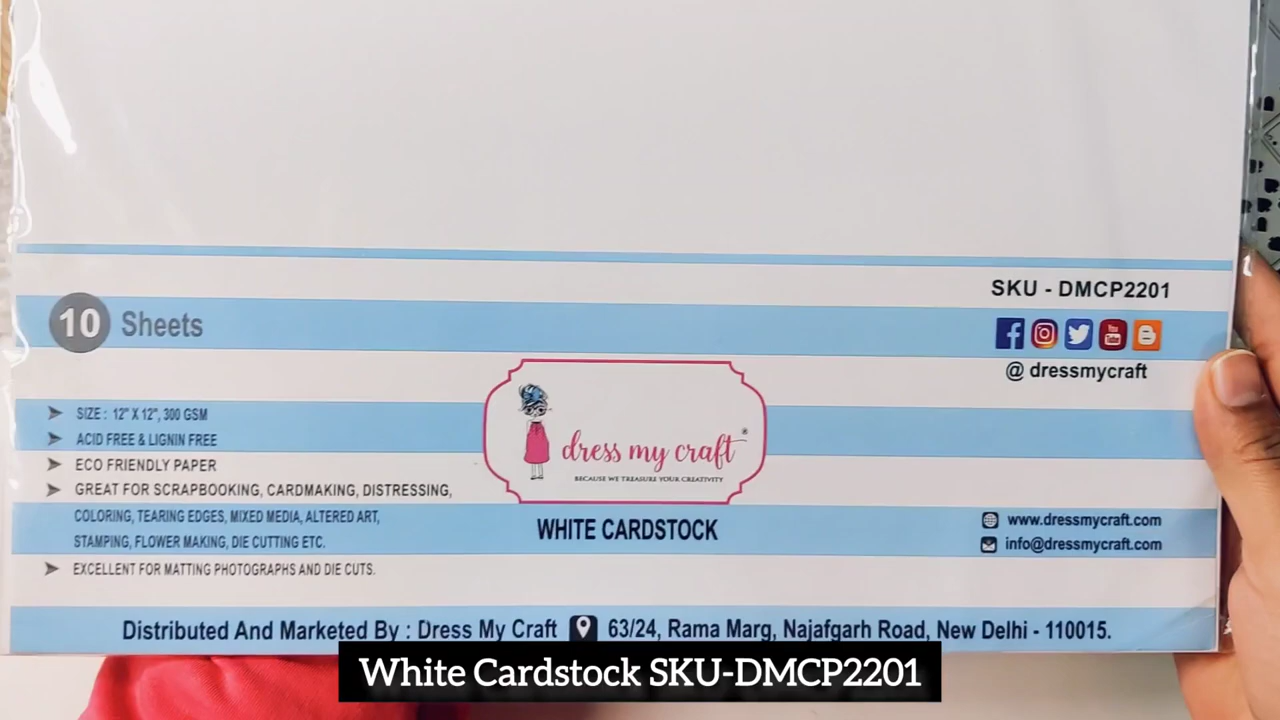 SKU - DMCP2201
10 Sheets
@ dressmycraft
➤ SIZE : 12" X 12", 300 GSM
➤ ACID FREE & LIGNIN FREE
➤ ECO FRIENDLY PAPER
➤ GREAT FOR SCRAPBOOKING, CARDMAKING, DISTRESSING,
COLORING, TEARING EDGES, MIXED MEDIA, ALTERED ART,
STAMPING, FLOWER MAKING, DIE CUTTING ETC.
➤ EXCELLENT FOR MATTING PHOTOGRAPHS AND DIE CUTS.
dress my craft®
BECAUSE WE TREASURE YOUR CREATIVITY
WHITE CARDSTOCK
www.dressmycraft.com
info@dressmycraft.com
Distributed And Marketed By : Dress My Craft 63/24, Rama Marg, Najafgarh Road, New Delhi - 110015.
White Cardstock SKU-DMCP2201